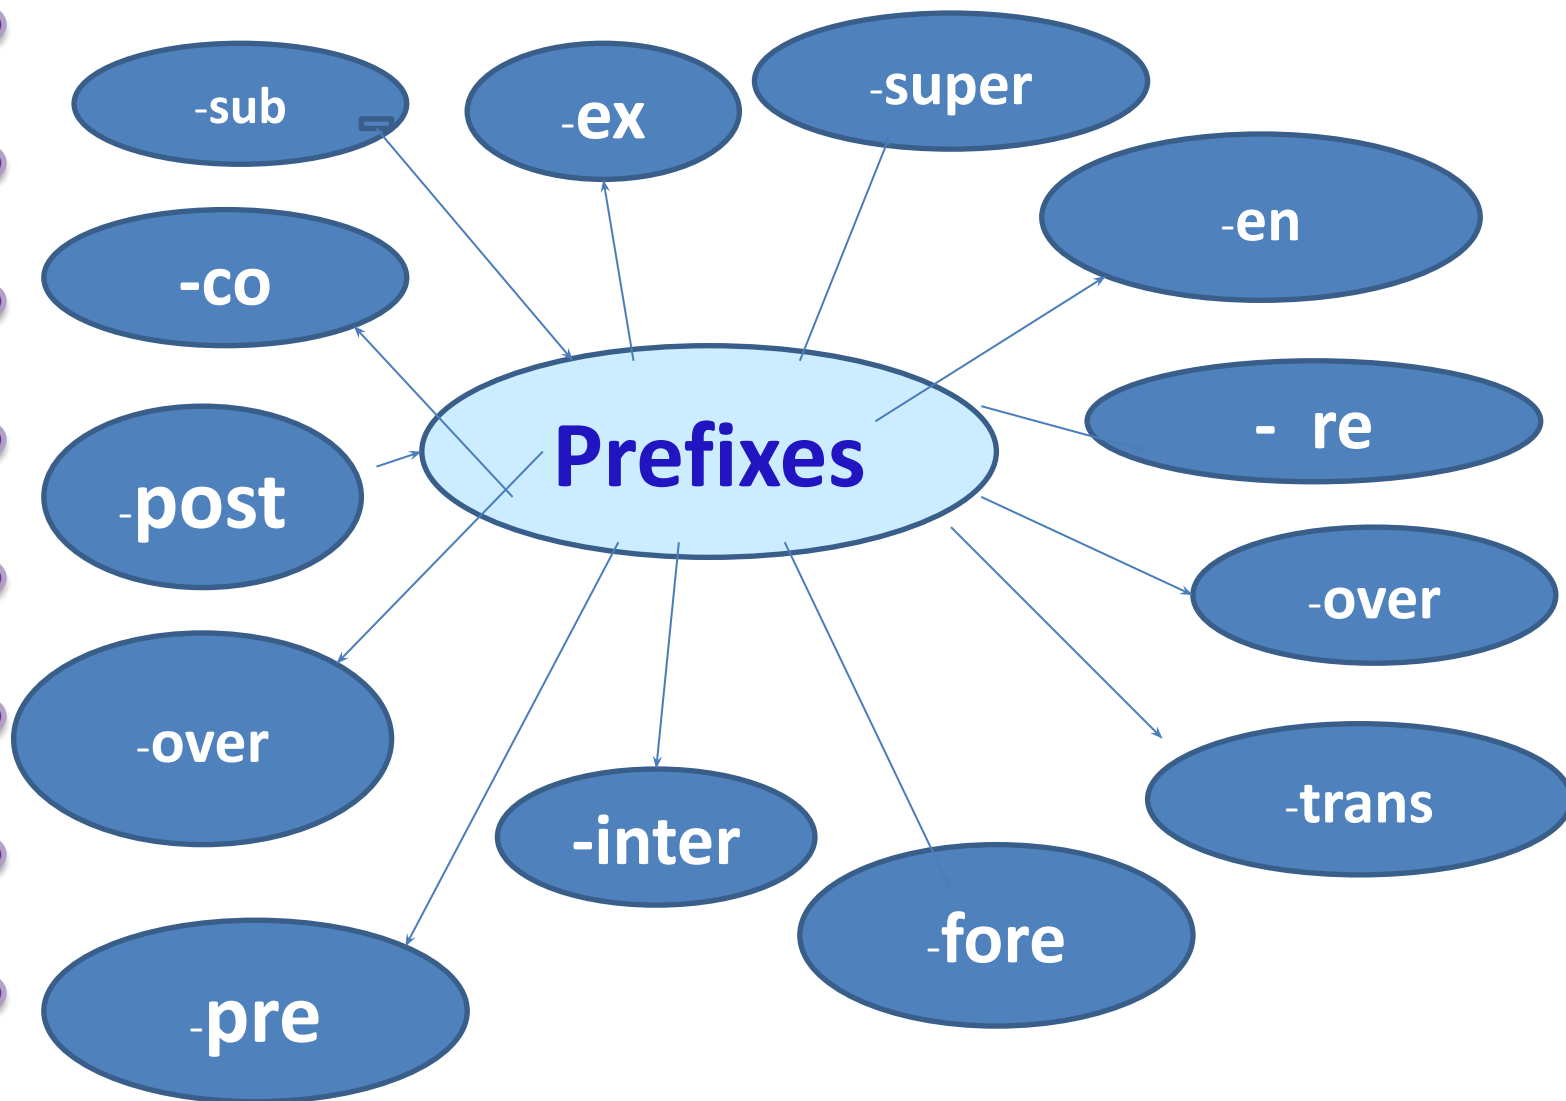 -sub
-ex
-super
-en
-co
- re
Prefixes
-post
-over
-over
-trans
-inter
-fore
-pre